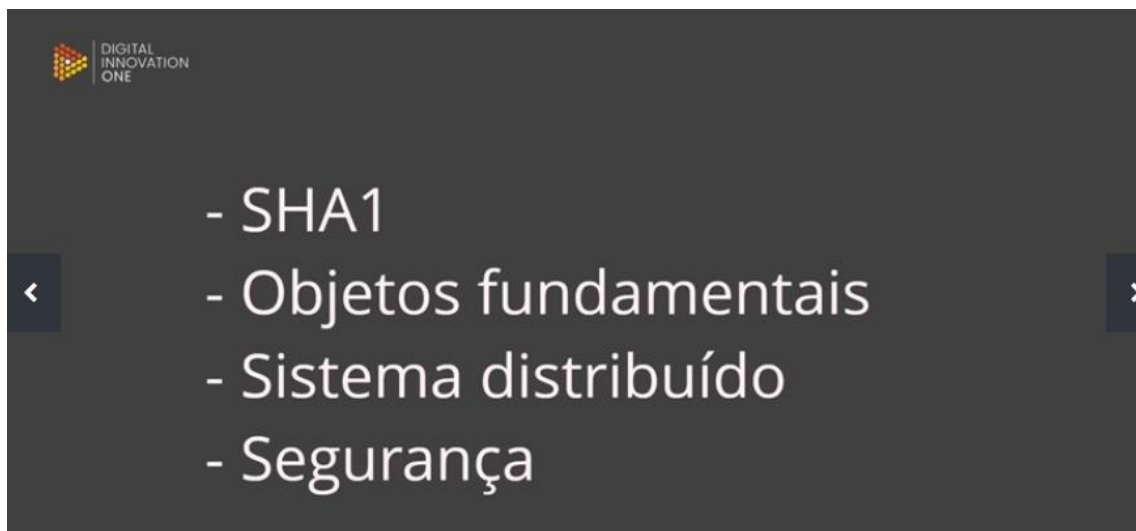 DIGITAL
INNOVATION
ONE
- SHA1
- Objetos fundamentais
- Sistema distribuído
- Segurança